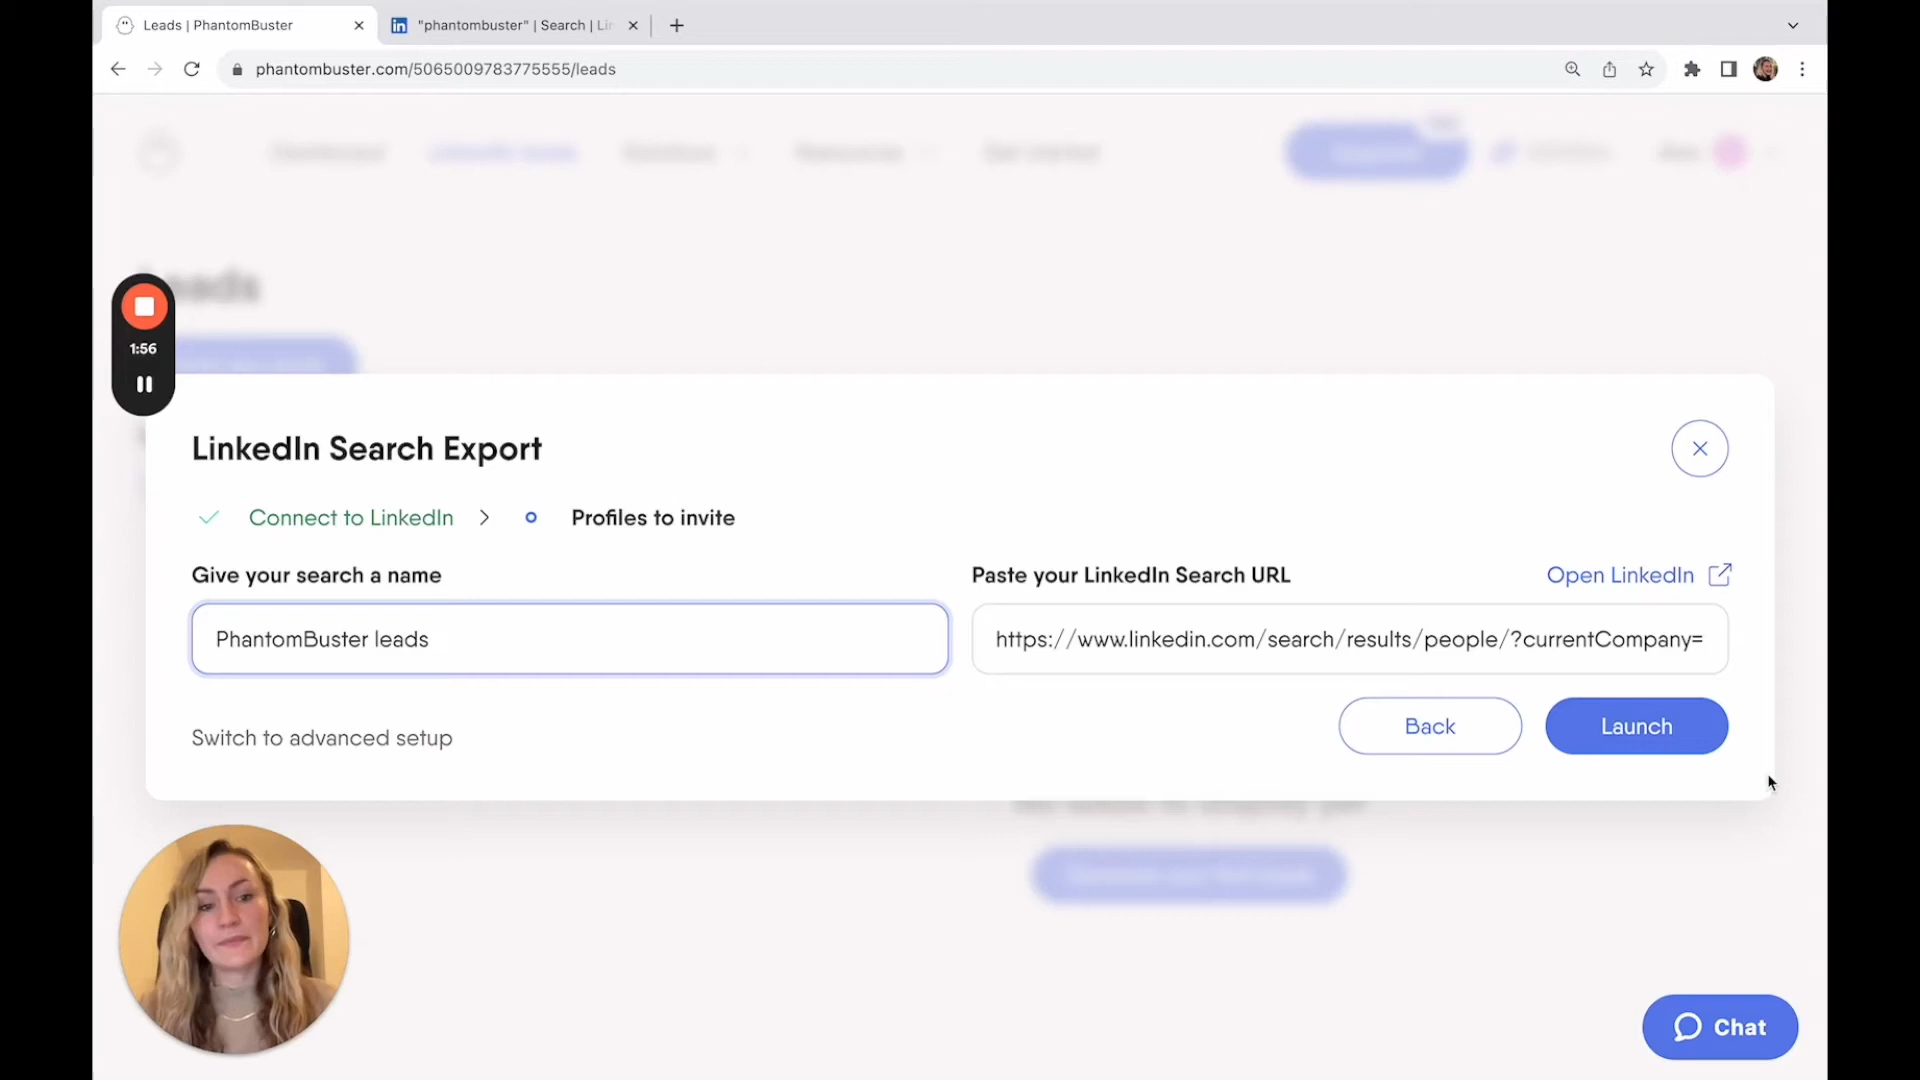 Leads | PhantomBuster
"phantombuster" | Search | Li
phantombuster.com/5065009783775555/leads
1:56
LinkedIn Search Export
Connect to LinkedIn
Profiles to invite
Give your search a name
Paste your LinkedIn Search URL
Open LinkedIn
PhantomBuster leads
https://www.linkedin.com/search/results/people/?currentCompany=
Switch to advanced setup
Back
Launch
Chat